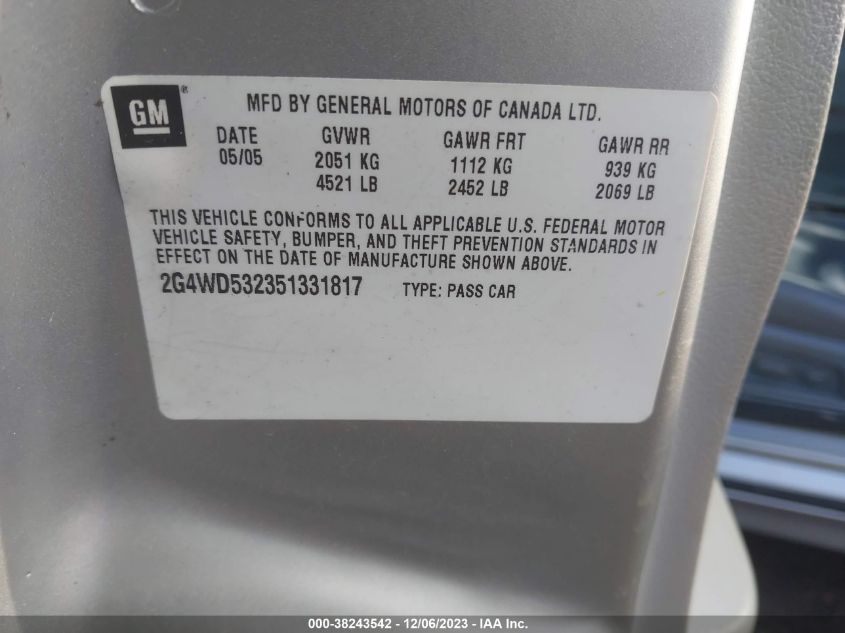 GM®
MFD BY GENERAL MOTORS OF CANADA LTD.
DATE GVWR GAWR FRT GAWR RR
05/05 2051 KG 1112 KG 939 KG
4521 LB 2452 LB 2069 LB
THIS VEHICLE CONFORMS TO ALL APPLICABLE U.S. FEDERAL MOTOR
VEHICLE SAFETY, BUMPER, AND THEFT PREVENTION STANDARDS IN
EFFECT ON THE DATE OF MANUFACTURE SHOWN ABOVE.
2G4WD532351331817 TYPE: PASS CAR
000-38243542 - 12/06/2023 - IAA Inc.